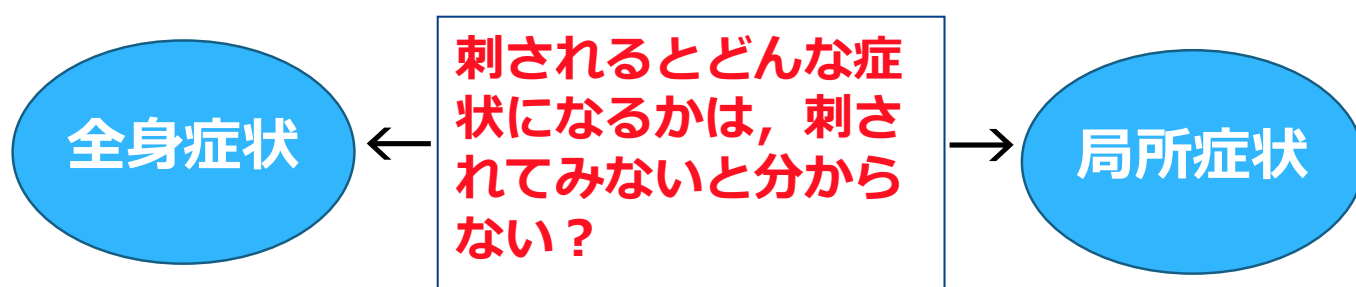 全身症状
刺されるとどんな症
状になるかは，刺さ
れてみないと分から
ない？
局所症状